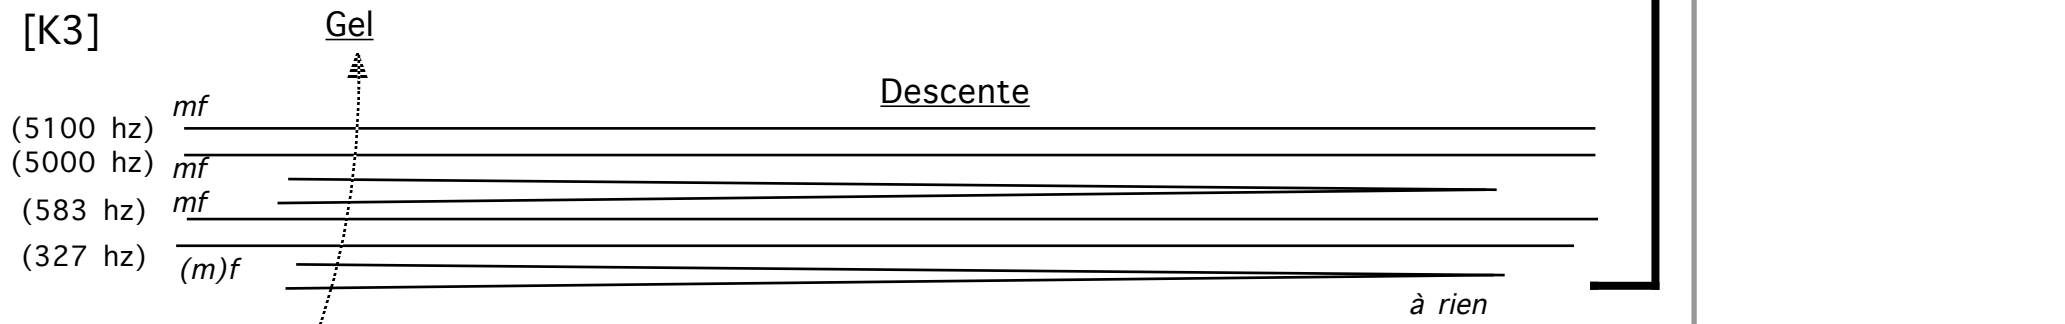 [K3]
Gel
Descente
mf
(5100 hz)
(5000 hz)
mf
mf
(583 hz)
(327 hz)
(m)f
à rien